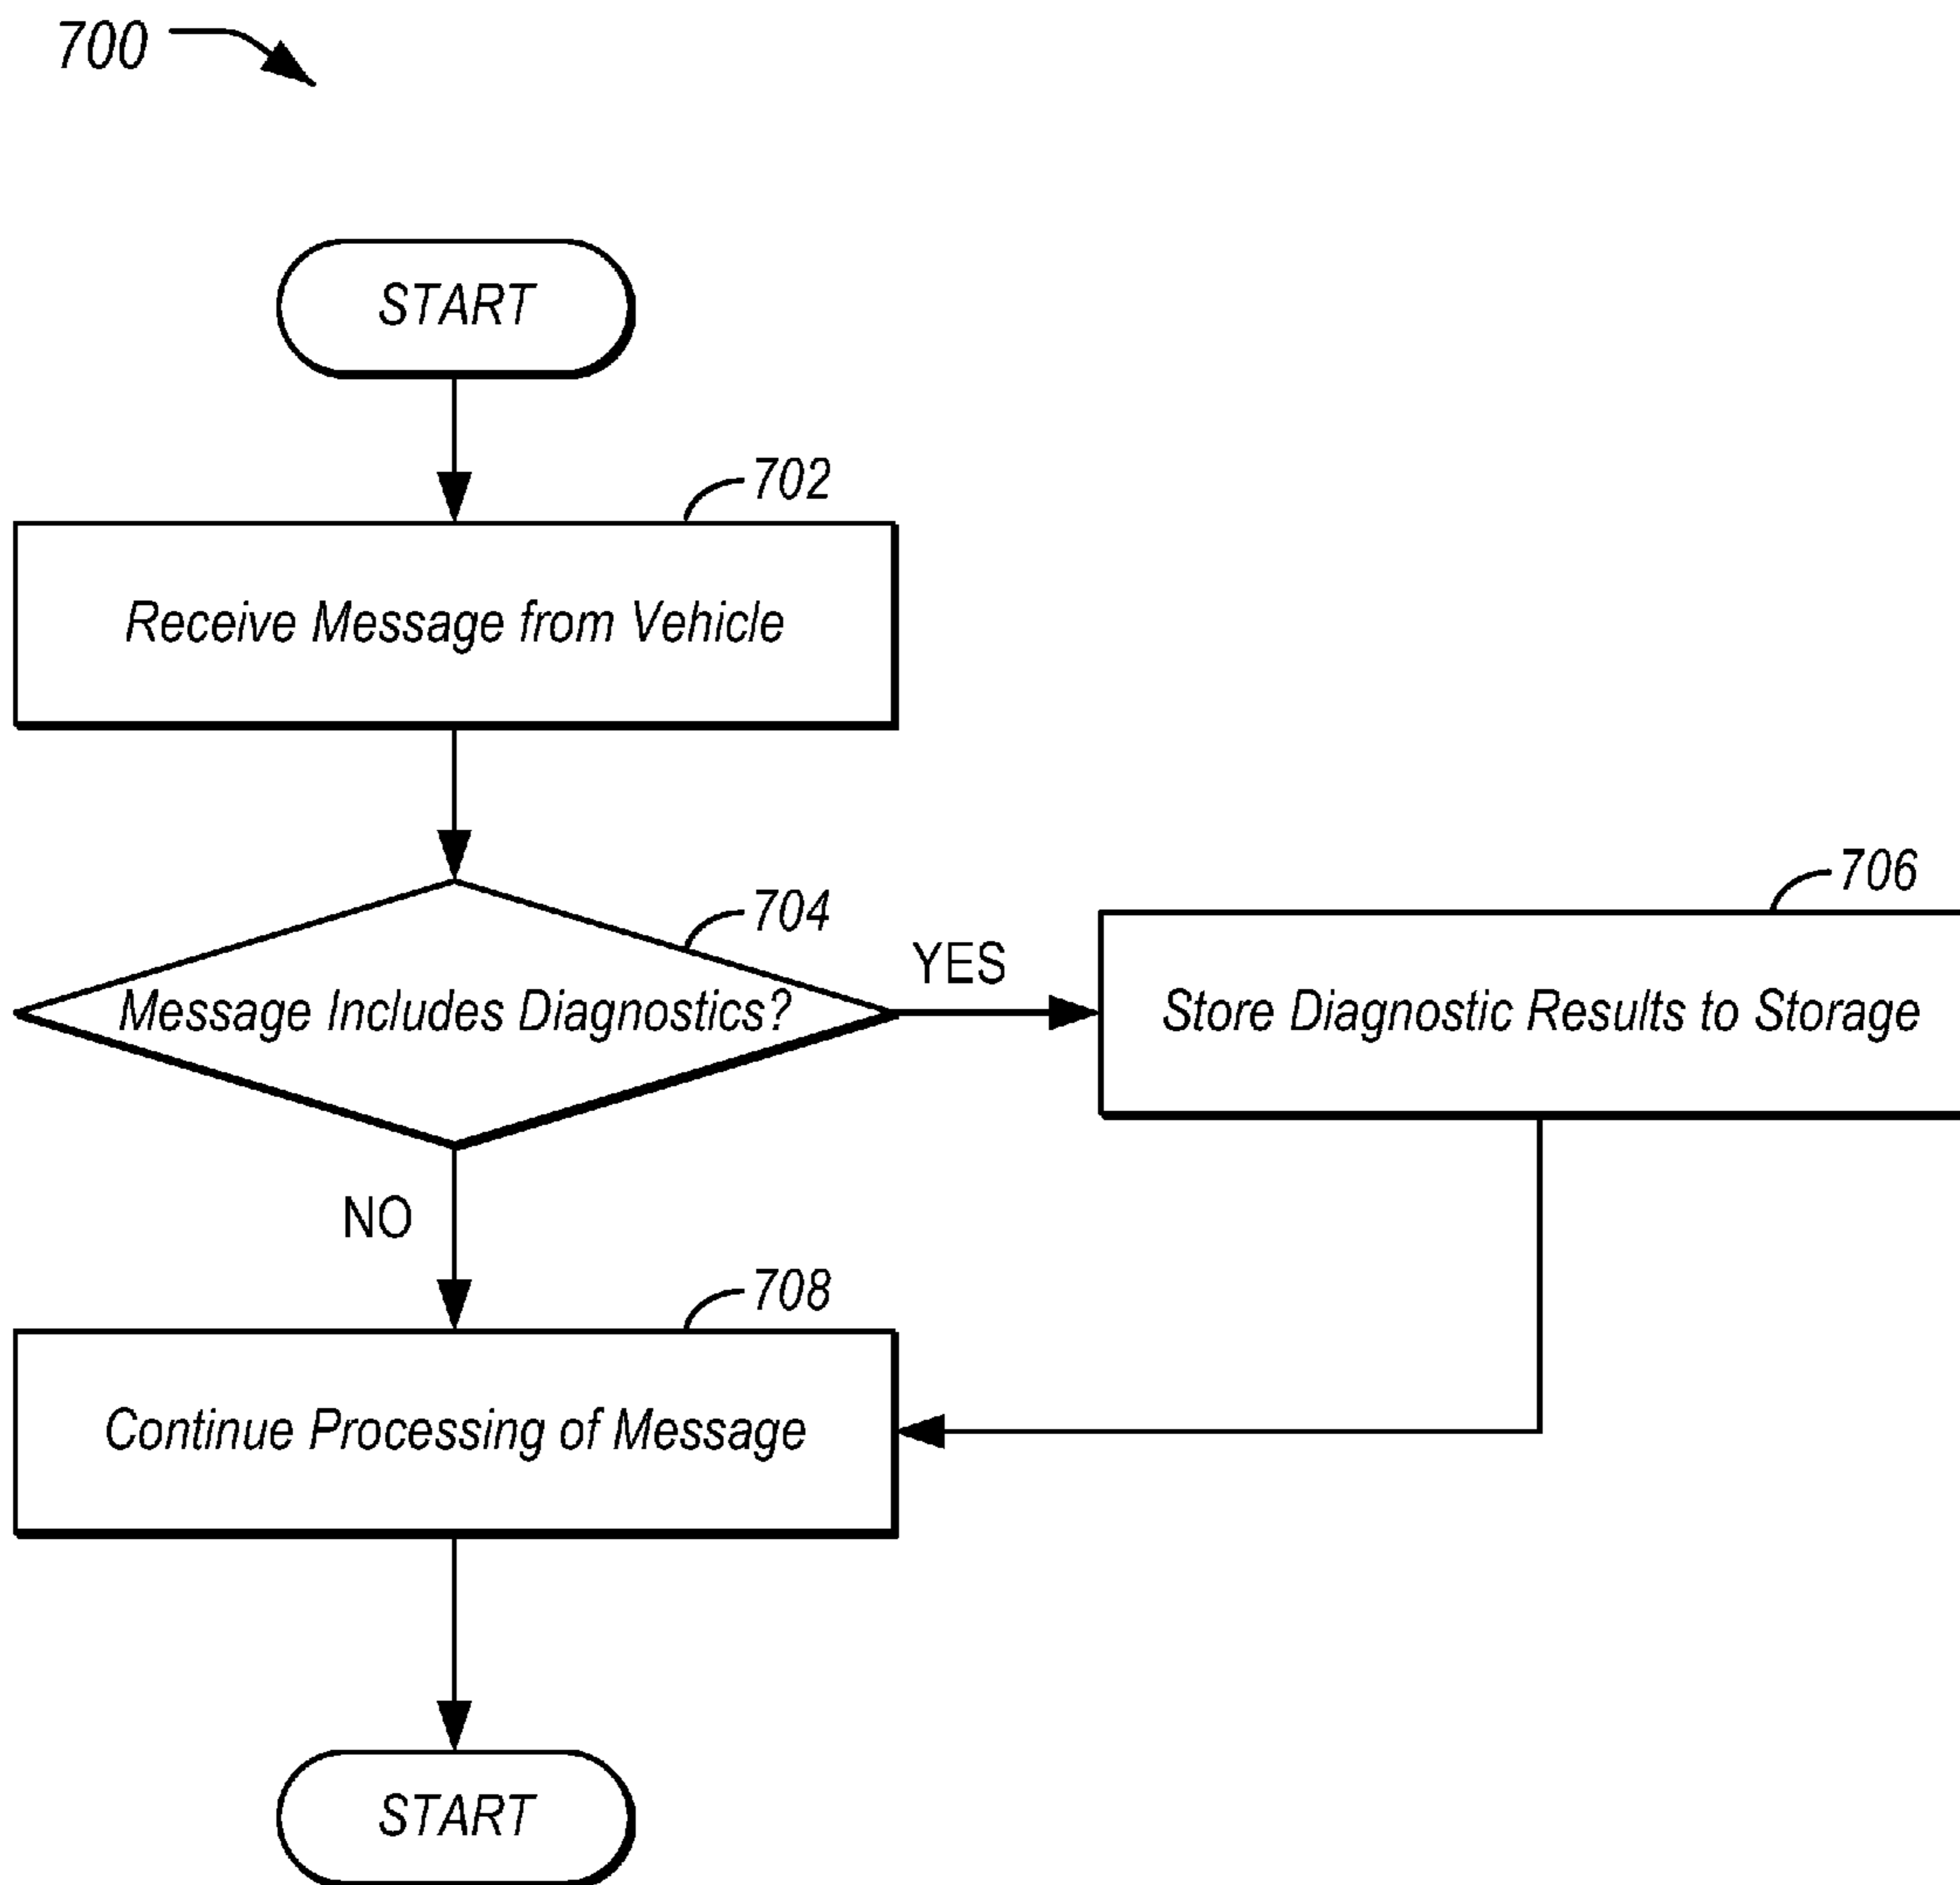 700
START
702
Receive Message from Vehicle
704
Message Includes Diagnostics?
YES
706
Store Diagnostic Results to Storage
NO
708
Continue Processing of Message
START